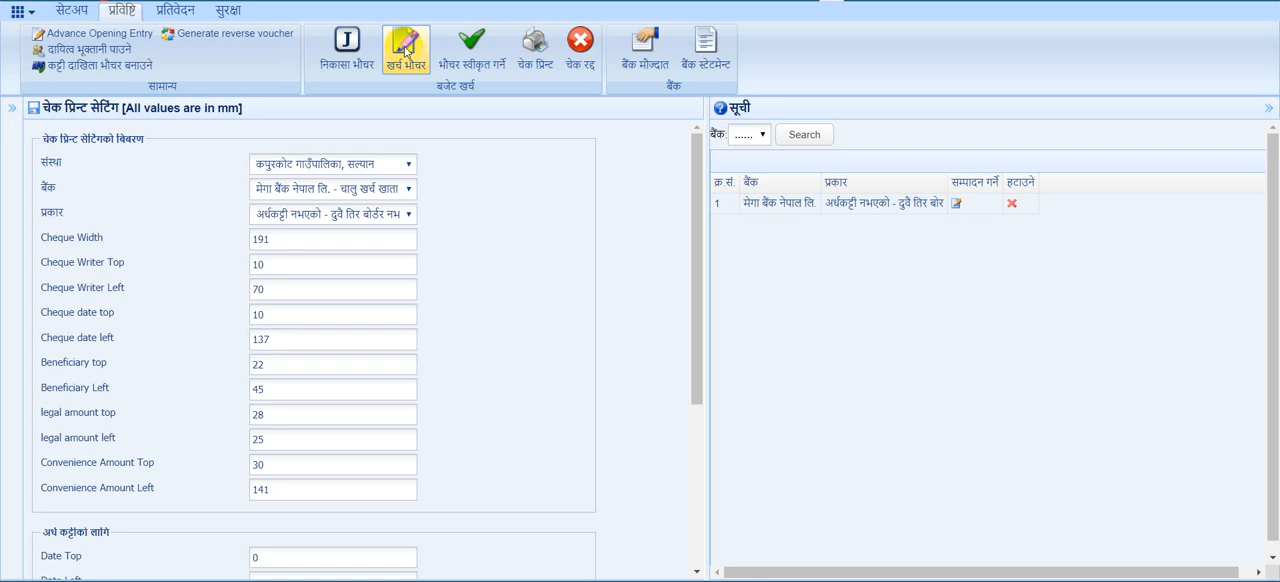 सेटअप प्रविष्टि प्रतिवेदन सुरक्षा
Advance Opening Entry Generate reverse voucher
दायित्व भूक्तानी पाउने
कट्टी दाखिला भौचर बनाउने
निकासा भौचर खर्च भौचर भौचर स्वीकृत गर्ने चेक प्रिन्ट चेक रद्द बैंक मौज्दात बैंक स्टेटमेन्ट
सामान्य बजेट खर्च बैंक
चेक प्रिन्ट सेटिंग [All values are in mm]
चेक प्रिन्ट सेटिंगको बिबरण
संस्था कपुरकोट गाउँपालिका, सल्यान
बैंक मेगा बैंक नेपाल लि. - चालु खर्च खाता
प्रकार अर्धकट्टी नभएको - दुवै तिर बोर्डर नभ
Cheque Width 191
Cheque Writer Top 10
Cheque Writer Left 70
Cheque date top 10
Cheque date left 137
Beneficiary top 22
Beneficiary Left 45
legal amount top 28
legal amount left 25
Convenience Amount Top 30
Convenience Amount Left 141
अर्ध कट्टीको लागि
Date Top 0
Date Left
सूची
बैंक: ...... Search
क्र.सं. बैंक प्रकार सम्पादन गर्ने हटाउने
1 मेगा बैंक नेपाल लि. अर्धकट्टी नभएको - दुवै तिर बोर